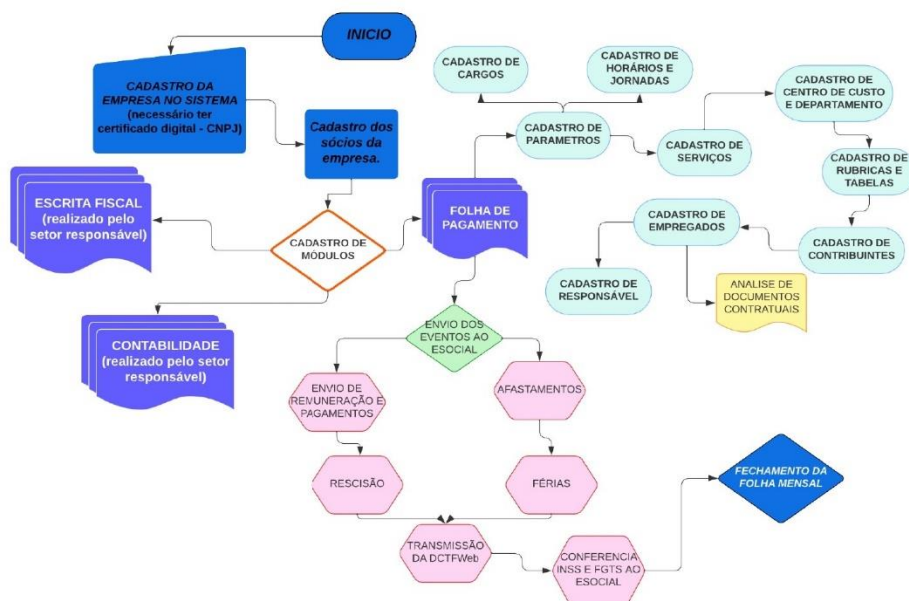 INICIO
CADASTRO DA
EMPRESA NO SISTEMA
(necessário ter
certificado digital - CNPJ)
Cadastro dos
sócios da
empresa.
CADASTRO DE
MÓDULOS
ESCRITA FISCAL
(realizado pelo
setor responsável)
CONTABILIDADE
(realizado pelo setor
responsável)
FOLHA DE
PAGAMENTO
CADASTRO DE
PARAMETROS
CADASTRO DE
CARGOS
CADASTRO DE
HORÁRIOS E
JORNADAS
CADASTRO DE
SERVIÇOS
CADASTRO DE
CENTRO DE CUSTO
E DEPARTAMENTO
CADASTRO DE
RUBRICAS E
TABELAS
CADASTRO DE
CONTRIBUINTES
CADASTRO DE
EMPREGADOS
CADASTRO DE
RESPONSÁVEL
ANALISE DE
DOCUMENTOS
CONTRATUAIS
ENVIO DOS
EVENTOS AO
ESOCIAL
ENVIO DE
REMUNERAÇÃO E
PAGAMENTOS
AFASTAMENTOS
RESCISÃO
FÉRIAS
TRANSMISSÃO
DA DCTFWeb
CONFERENCIA
INSS E FGTS AO
ESOCIAL
FECHAMENTO DA
FOLHA MENSAL